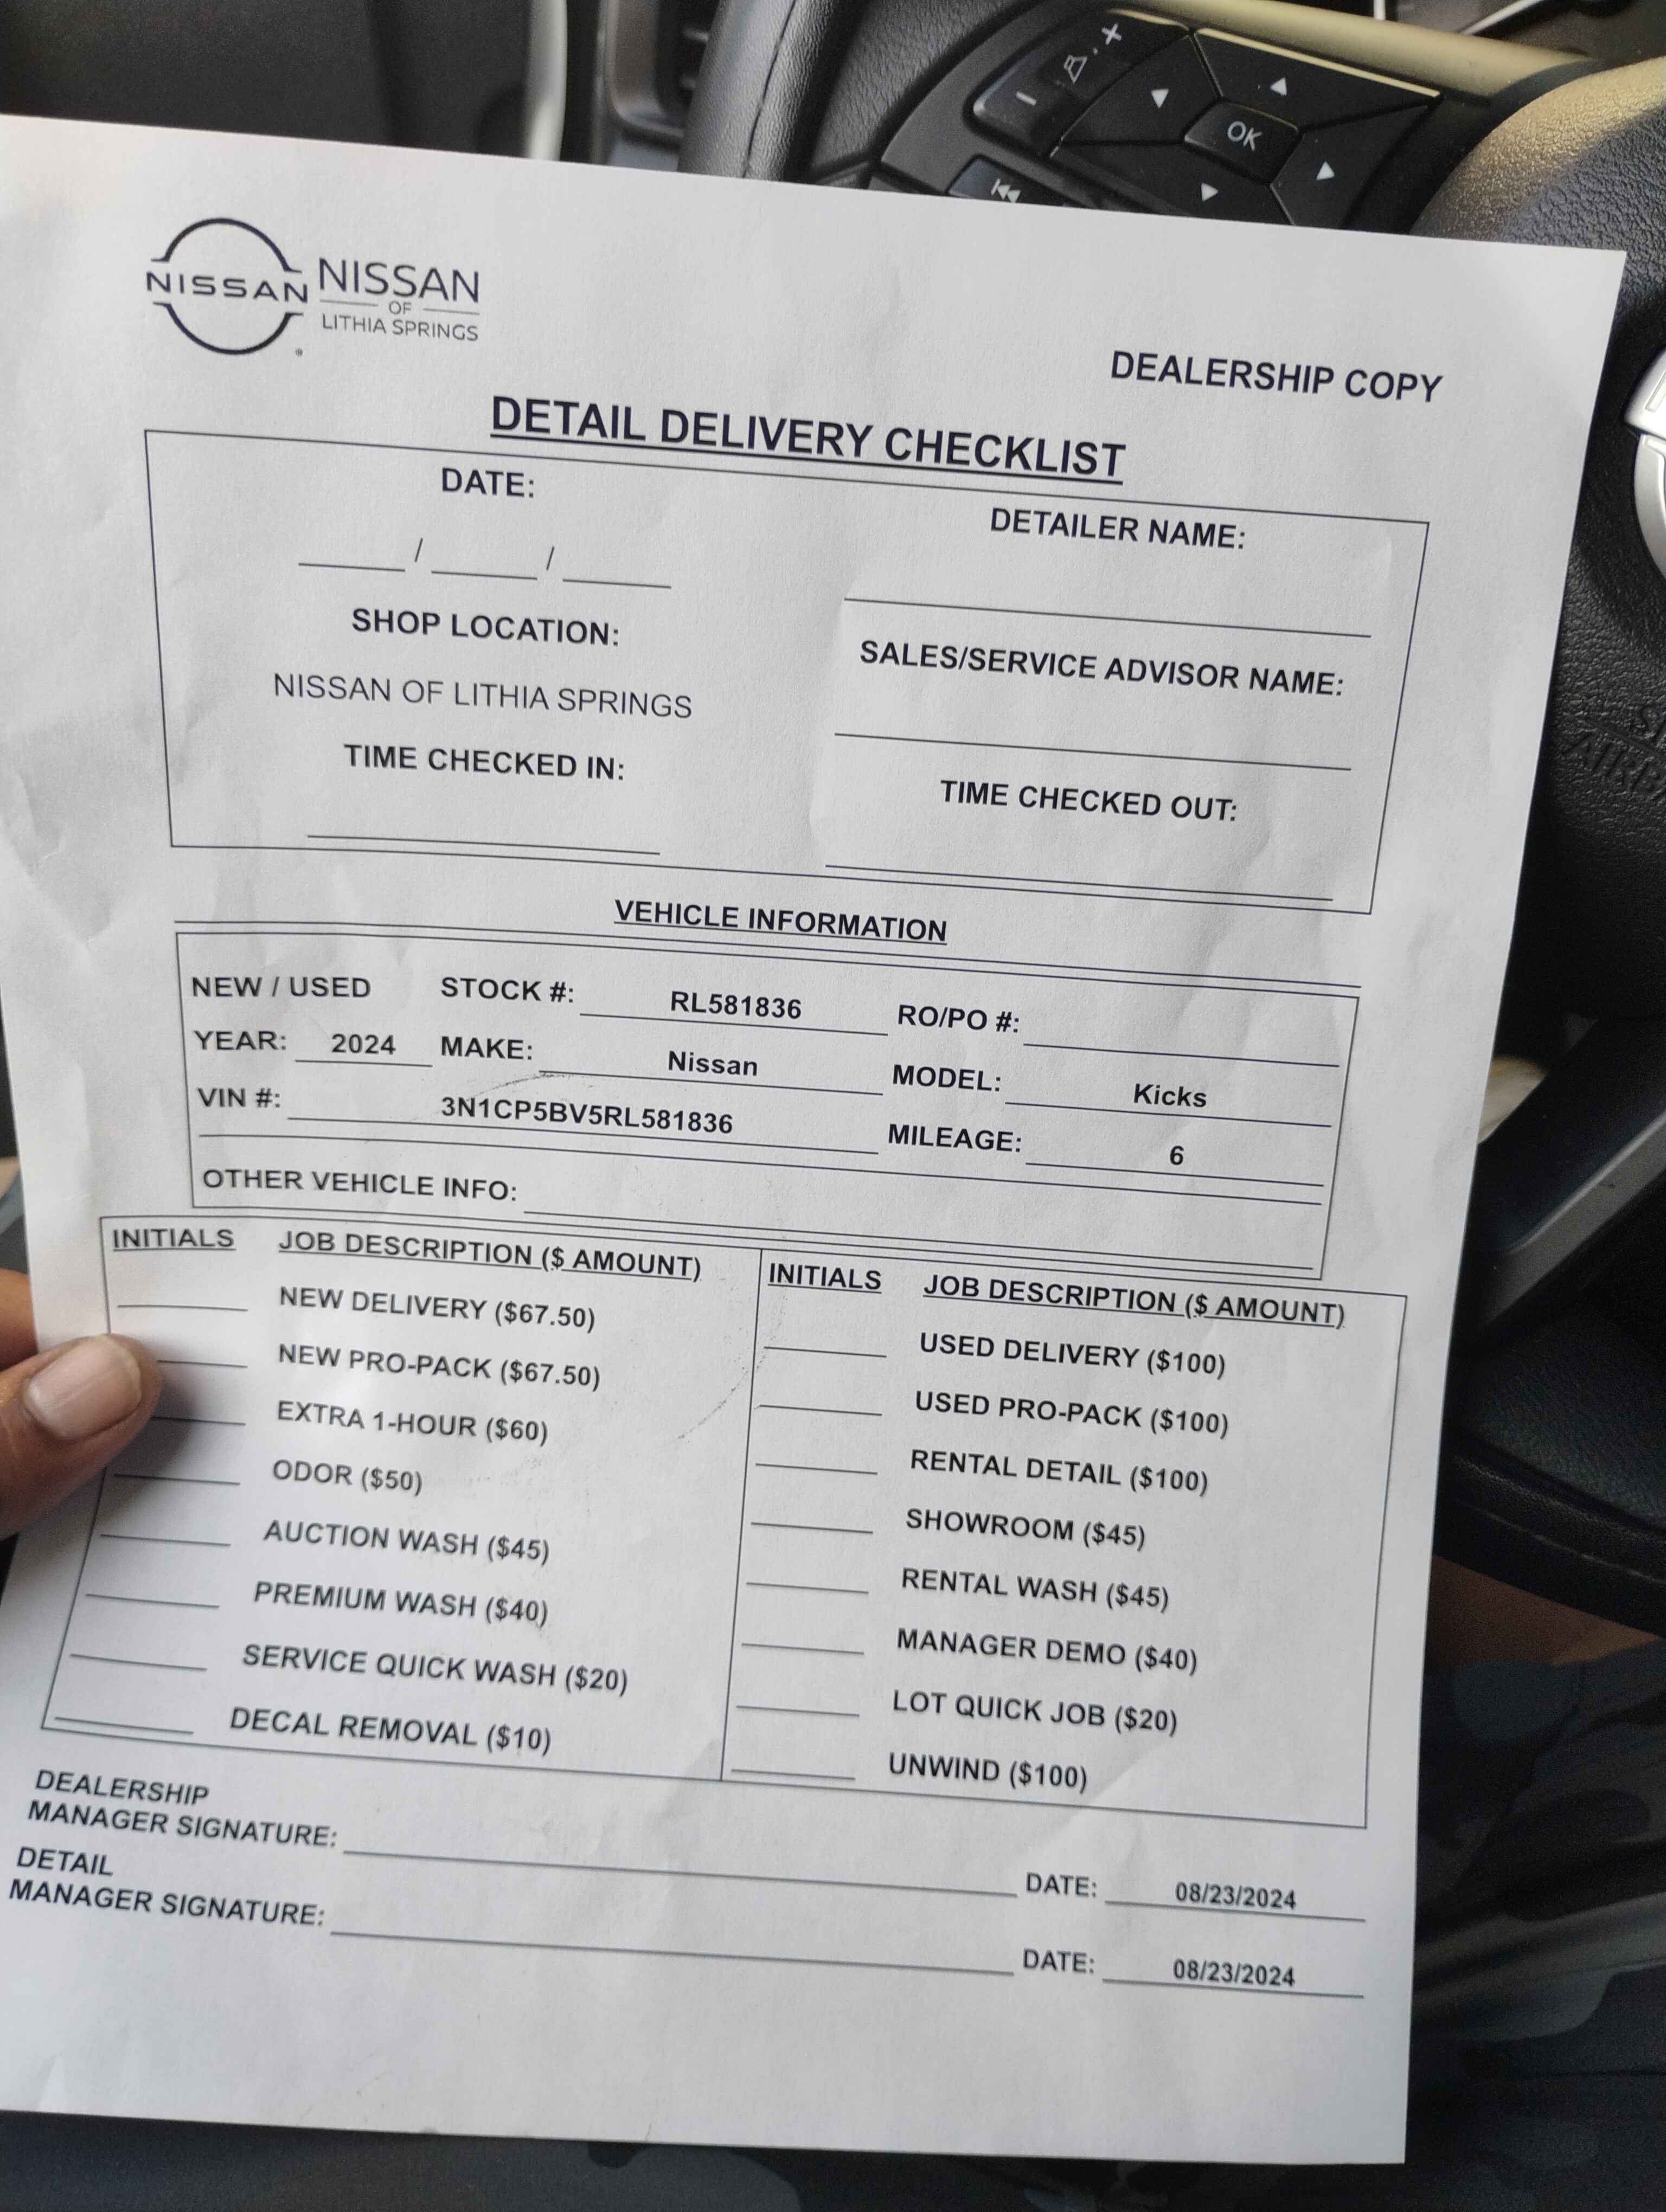 +
-
OK
NISSAN
NISSAN
OF
LITHIA SPRINGS
®
DEALERSHIP COPY
DETAIL DELIVERY CHECKLIST
DATE:
____ / ____ / ____
DETAILER NAME:
SHOP LOCATION:
NISSAN OF LITHIA SPRINGS
SALES/SERVICE ADVISOR NAME:
TIME CHECKED IN:
TIME CHECKED OUT:
VEHICLE INFORMATION
NEW / USED STOCK #: RL581836 RO/PO #:
YEAR: 2024 MAKE: Nissan MODEL: Kicks
VIN #: 3N1CP5BV5RL581836 MILEAGE: 6
OTHER VEHICLE INFO:
INITIALS JOB DESCRIPTION ($ AMOUNT)
NEW DELIVERY ($67.50)
NEW PRO-PACK ($67.50)
EXTRA 1-HOUR ($60)
ODOR ($50)
AUCTION WASH ($45)
PREMIUM WASH ($40)
SERVICE QUICK WASH ($20)
DECAL REMOVAL ($10)
INITIALS JOB DESCRIPTION ($ AMOUNT)
USED DELIVERY ($100)
USED PRO-PACK ($100)
RENTAL DETAIL ($100)
SHOWROOM ($45)
RENTAL WASH ($45)
MANAGER DEMO ($40)
LOT QUICK JOB ($20)
UNWIND ($100)
DEALERSHIP
MANAGER SIGNATURE: DATE: 08/23/2024
DETAIL
MANAGER SIGNATURE: DATE: 08/23/2024